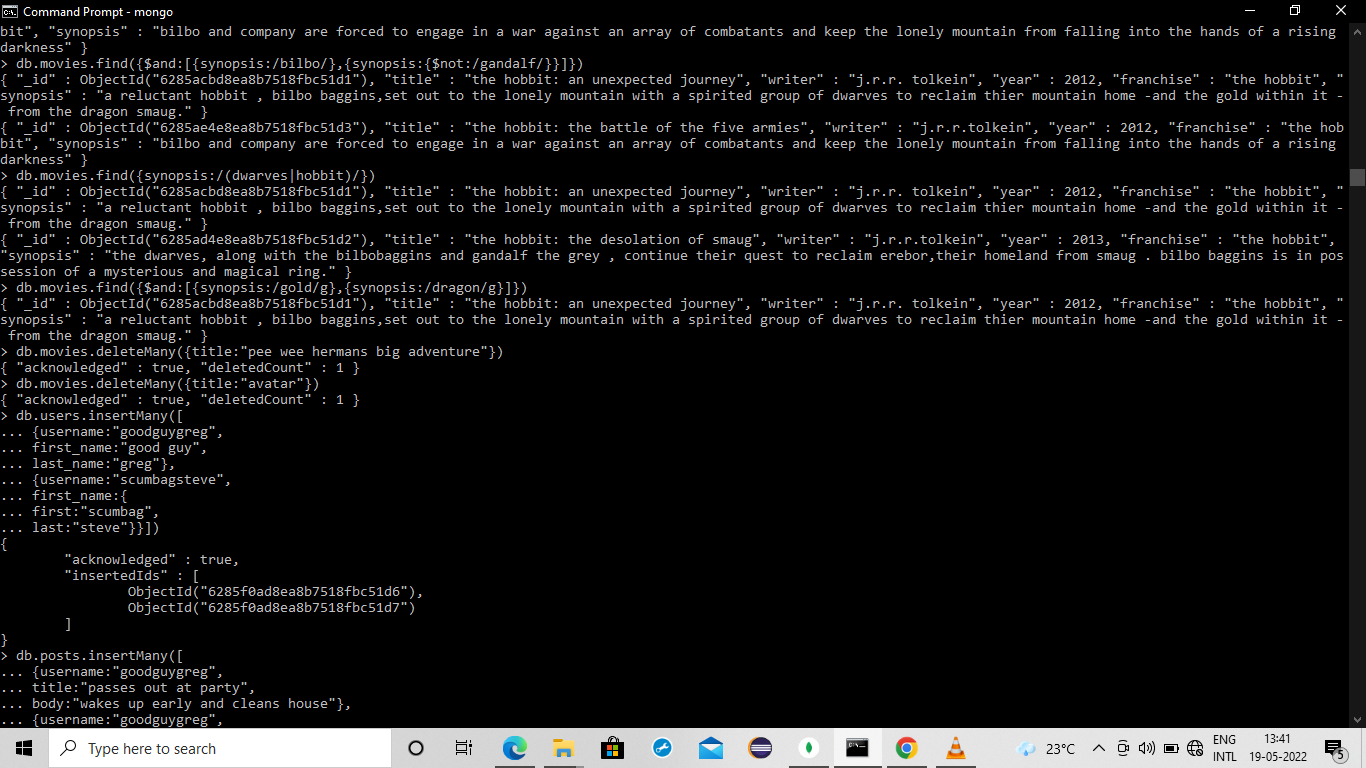 Command Prompt - mongo
bit", "synopsis" : "bilbo and company are forced to engage in a war against an array of combatants and keep the lonely mountain from falling into the hands of a rising
darkness" }
> db.movies.find({$and:[{synopsis:/bilbo/},{synopsis:{$not:/gandalf/}}]})
{ "_id" : ObjectId("6285acbd8ea8b7518fbc51d1"), "title" : "the hobbit: an unexpected journey", "writer" : "j.r.r. tolkein", "year" : 2012, "franchise" : "the hobbit", "
synopsis" : "a reluctant hobbit , bilbo baggins,set out to the lonely mountain with a spirited group of dwarves to reclaim thier mountain home -and the gold within it -
from the dragon smaug." }
{ "_id" : ObjectId("6285ae4e8ea8b7518fbc51d3"), "title" : "the hobbit: the battle of the five armies", "writer" : "j.r.r.tolkein", "year" : 2012, "franchise" : "the hob
bit", "synopsis" : "bilbo and company are forced to engage in a war against an array of combatants and keep the lonely mountain from falling into the hands of a rising
darkness" }
> db.movies.find({synopsis:/(dwarves|hobbit)/})
{ "_id" : ObjectId("6285acbd8ea8b7518fbc51d1"), "title" : "the hobbit: an unexpected journey", "writer" : "j.r.r. tolkein", "year" : 2012, "franchise" : "the hobbit", "
synopsis" : "a reluctant hobbit , bilbo baggins,set out to the lonely mountain with a spirited group of dwarves to reclaim thier mountain home -and the gold within it -
from the dragon smaug." }
{ "_id" : ObjectId("6285ad4e8ea8b7518fbc51d2"), "title" : "the hobbit: the desolation of smaug", "writer" : "j.r.r.tolkein", "year" : 2013, "franchise" : "the hobbit",
"synopsis" : "the dwarves, along with the bilbobaggins and gandalf the grey , continue their quest to reclaim erebor,their homeland from smaug . bilbo baggins is in pos
session of a mysterious and magical ring." }
> db.movies.find({$and:[{synopsis:/gold/g},{synopsis:/dragon/g}]})
{ "_id" : ObjectId("6285acbd8ea8b7518fbc51d1"), "title" : "the hobbit: an unexpected journey", "writer" : "j.r.r. tolkein", "year" : 2012, "franchise" : "the hobbit", "
synopsis" : "a reluctant hobbit , bilbo baggins,set out to the lonely mountain with a spirited group of dwarves to reclaim thier mountain home -and the gold within it -
from the dragon smaug." }
> db.movies.deleteMany({title:"pee wee hermans big adventure"})
{ "acknowledged" : true, "deletedCount" : 1 }
> db.movies.deleteMany({title:"avatar"})
{ "acknowledged" : true, "deletedCount" : 1 }
> db.users.insertMany([
... {username:"goodguygreg",
... first_name:"good guy",
... last_name:"greg"},
... {username:"scumbagsteve",
... first_name:{
... first:"scumbag",
... last:"steve"}}])
{
"acknowledged" : true,
"insertedIds" : [
ObjectId("6285f0ad8ea8b7518fbc51d6"),
ObjectId("6285f0ad8ea8b7518fbc51d7")
]
}
> db.posts.insertMany([
... {username:"goodguygreg",
... title:"passes out at party",
... body:"wakes up early and cleans house"},
... {username:"goodguygreg",
Type here to search
23°C
ENG
INTL
13:41
19-05-2022
5